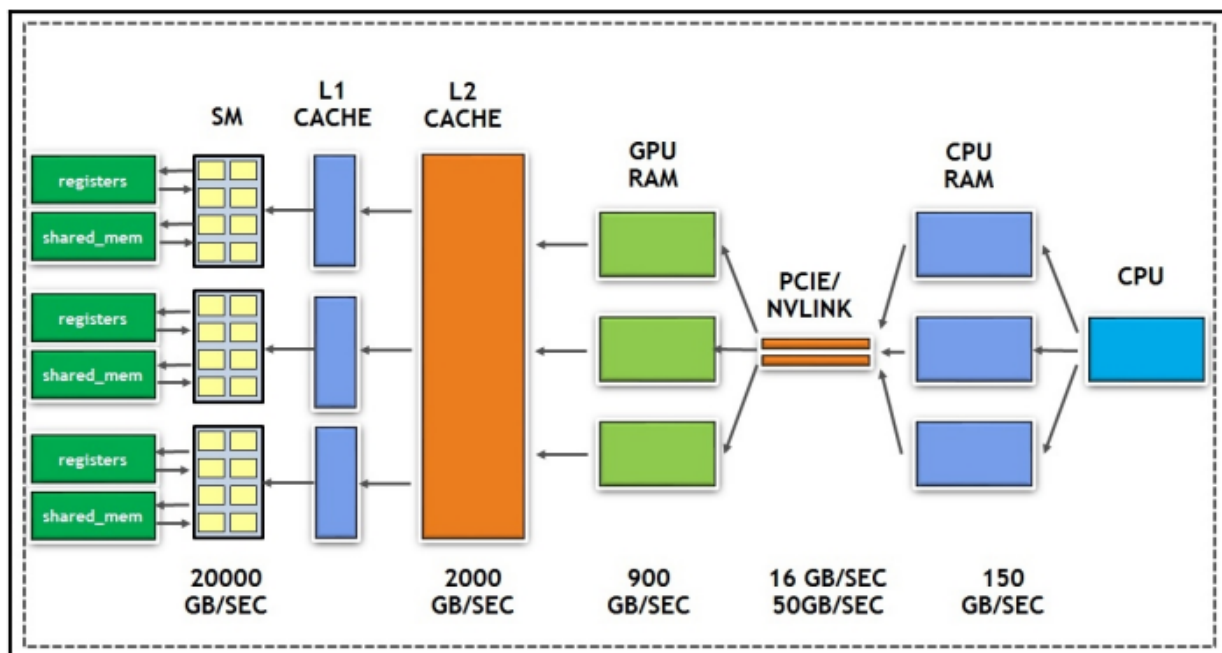 SM
L1
CACHE
L2
CACHE
GPU
RAM
PCIE/
NVLINK
CPU
RAM
CPU
registers
shared_mem
registers
shared_mem
registers
shared_mem
20000
GB/SEC
2000
GB/SEC
900
GB/SEC
16 GB/SEC
50GB/SEC
150
GB/SEC